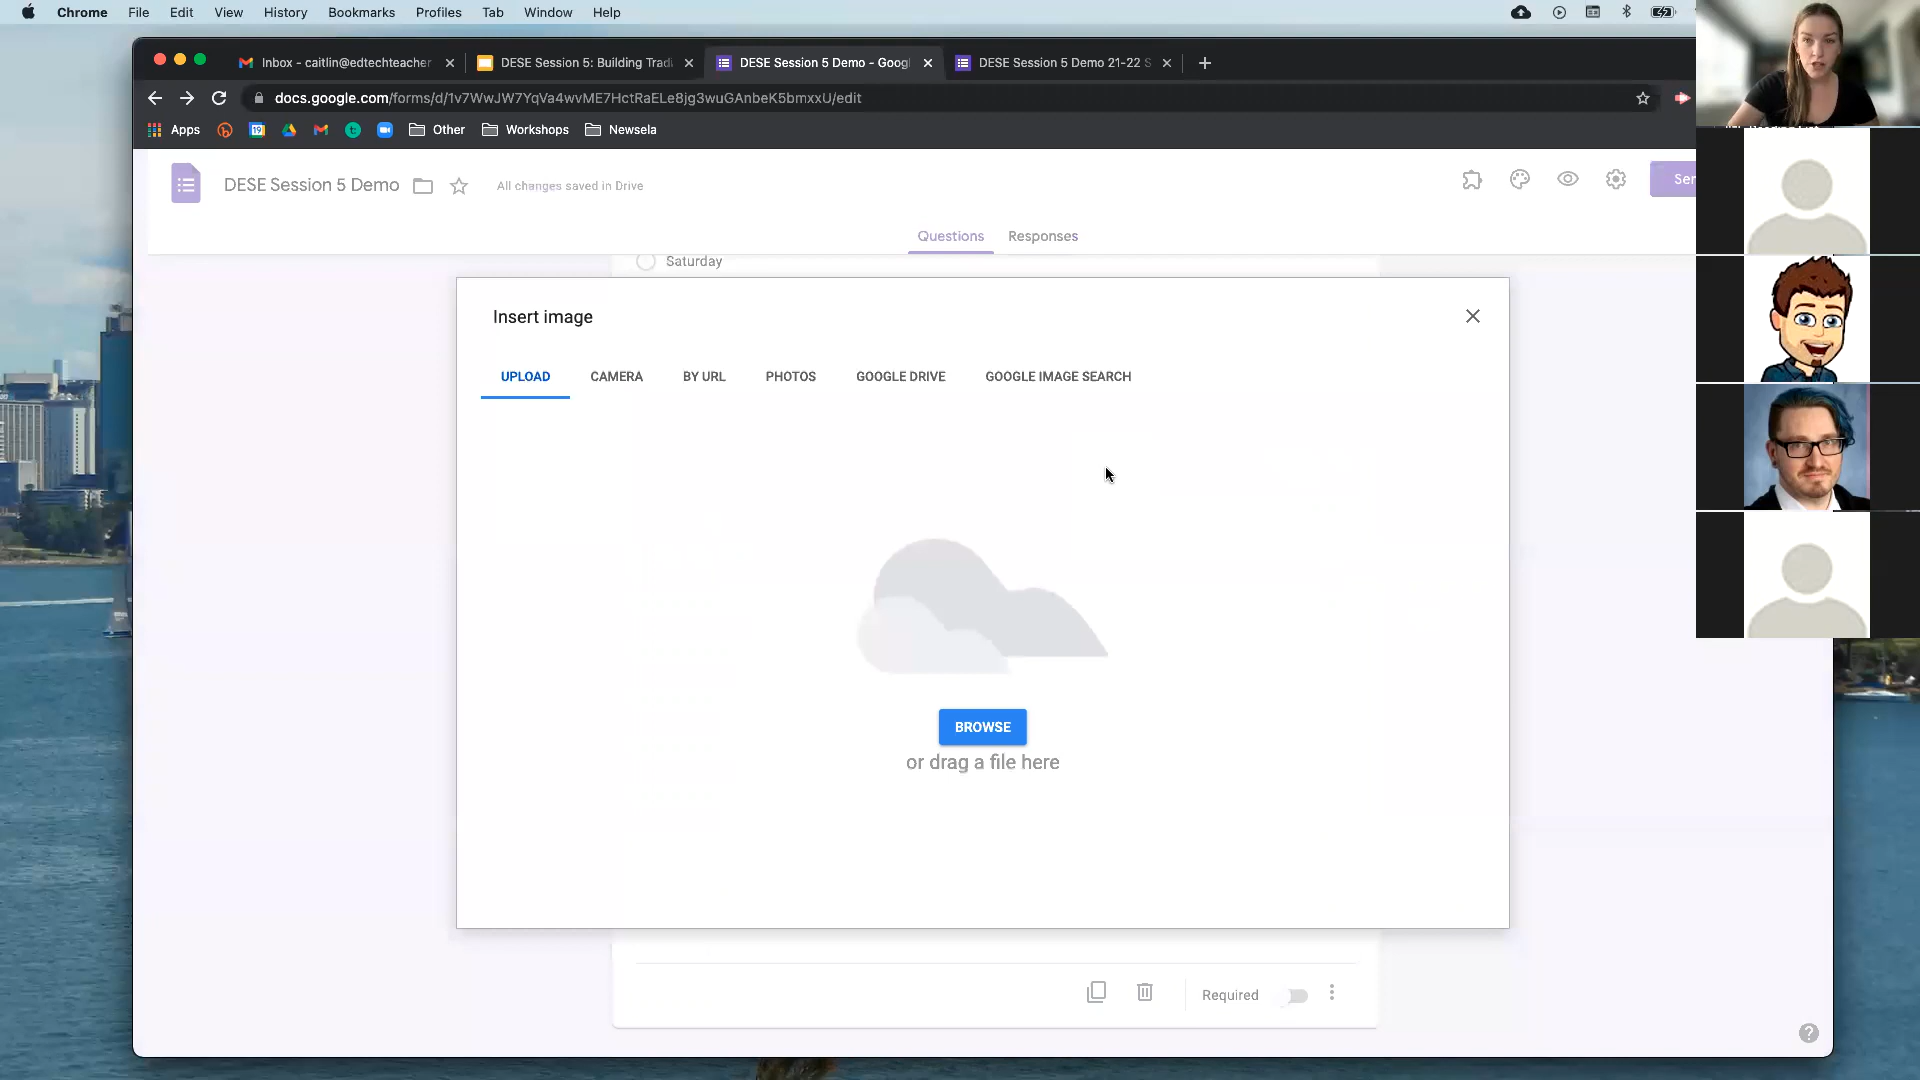 Chrome File Edit View History Bookmarks Profiles Tab Window Help
Inbox - caitlin@edtechteacher
DESE Session 5: Building Tradi
DESE Session 5 Demo - Googl
DESE Session 5 Demo 21-22 S
docs.google.com/forms/d/1v7WwJW7YqVa4wvME7HctRaELe8jg3wuGAnbeK5bmxxU/edit
Apps
19
Other
Workshops
Newsela
DESE Session 5 Demo
All changes saved in Drive
Questions
Responses
Saturday
Insert image
UPLOAD
CAMERA
BY URL
PHOTOS
GOOGLE DRIVE
GOOGLE IMAGE SEARCH
BROWSE
or drag a file here
Required